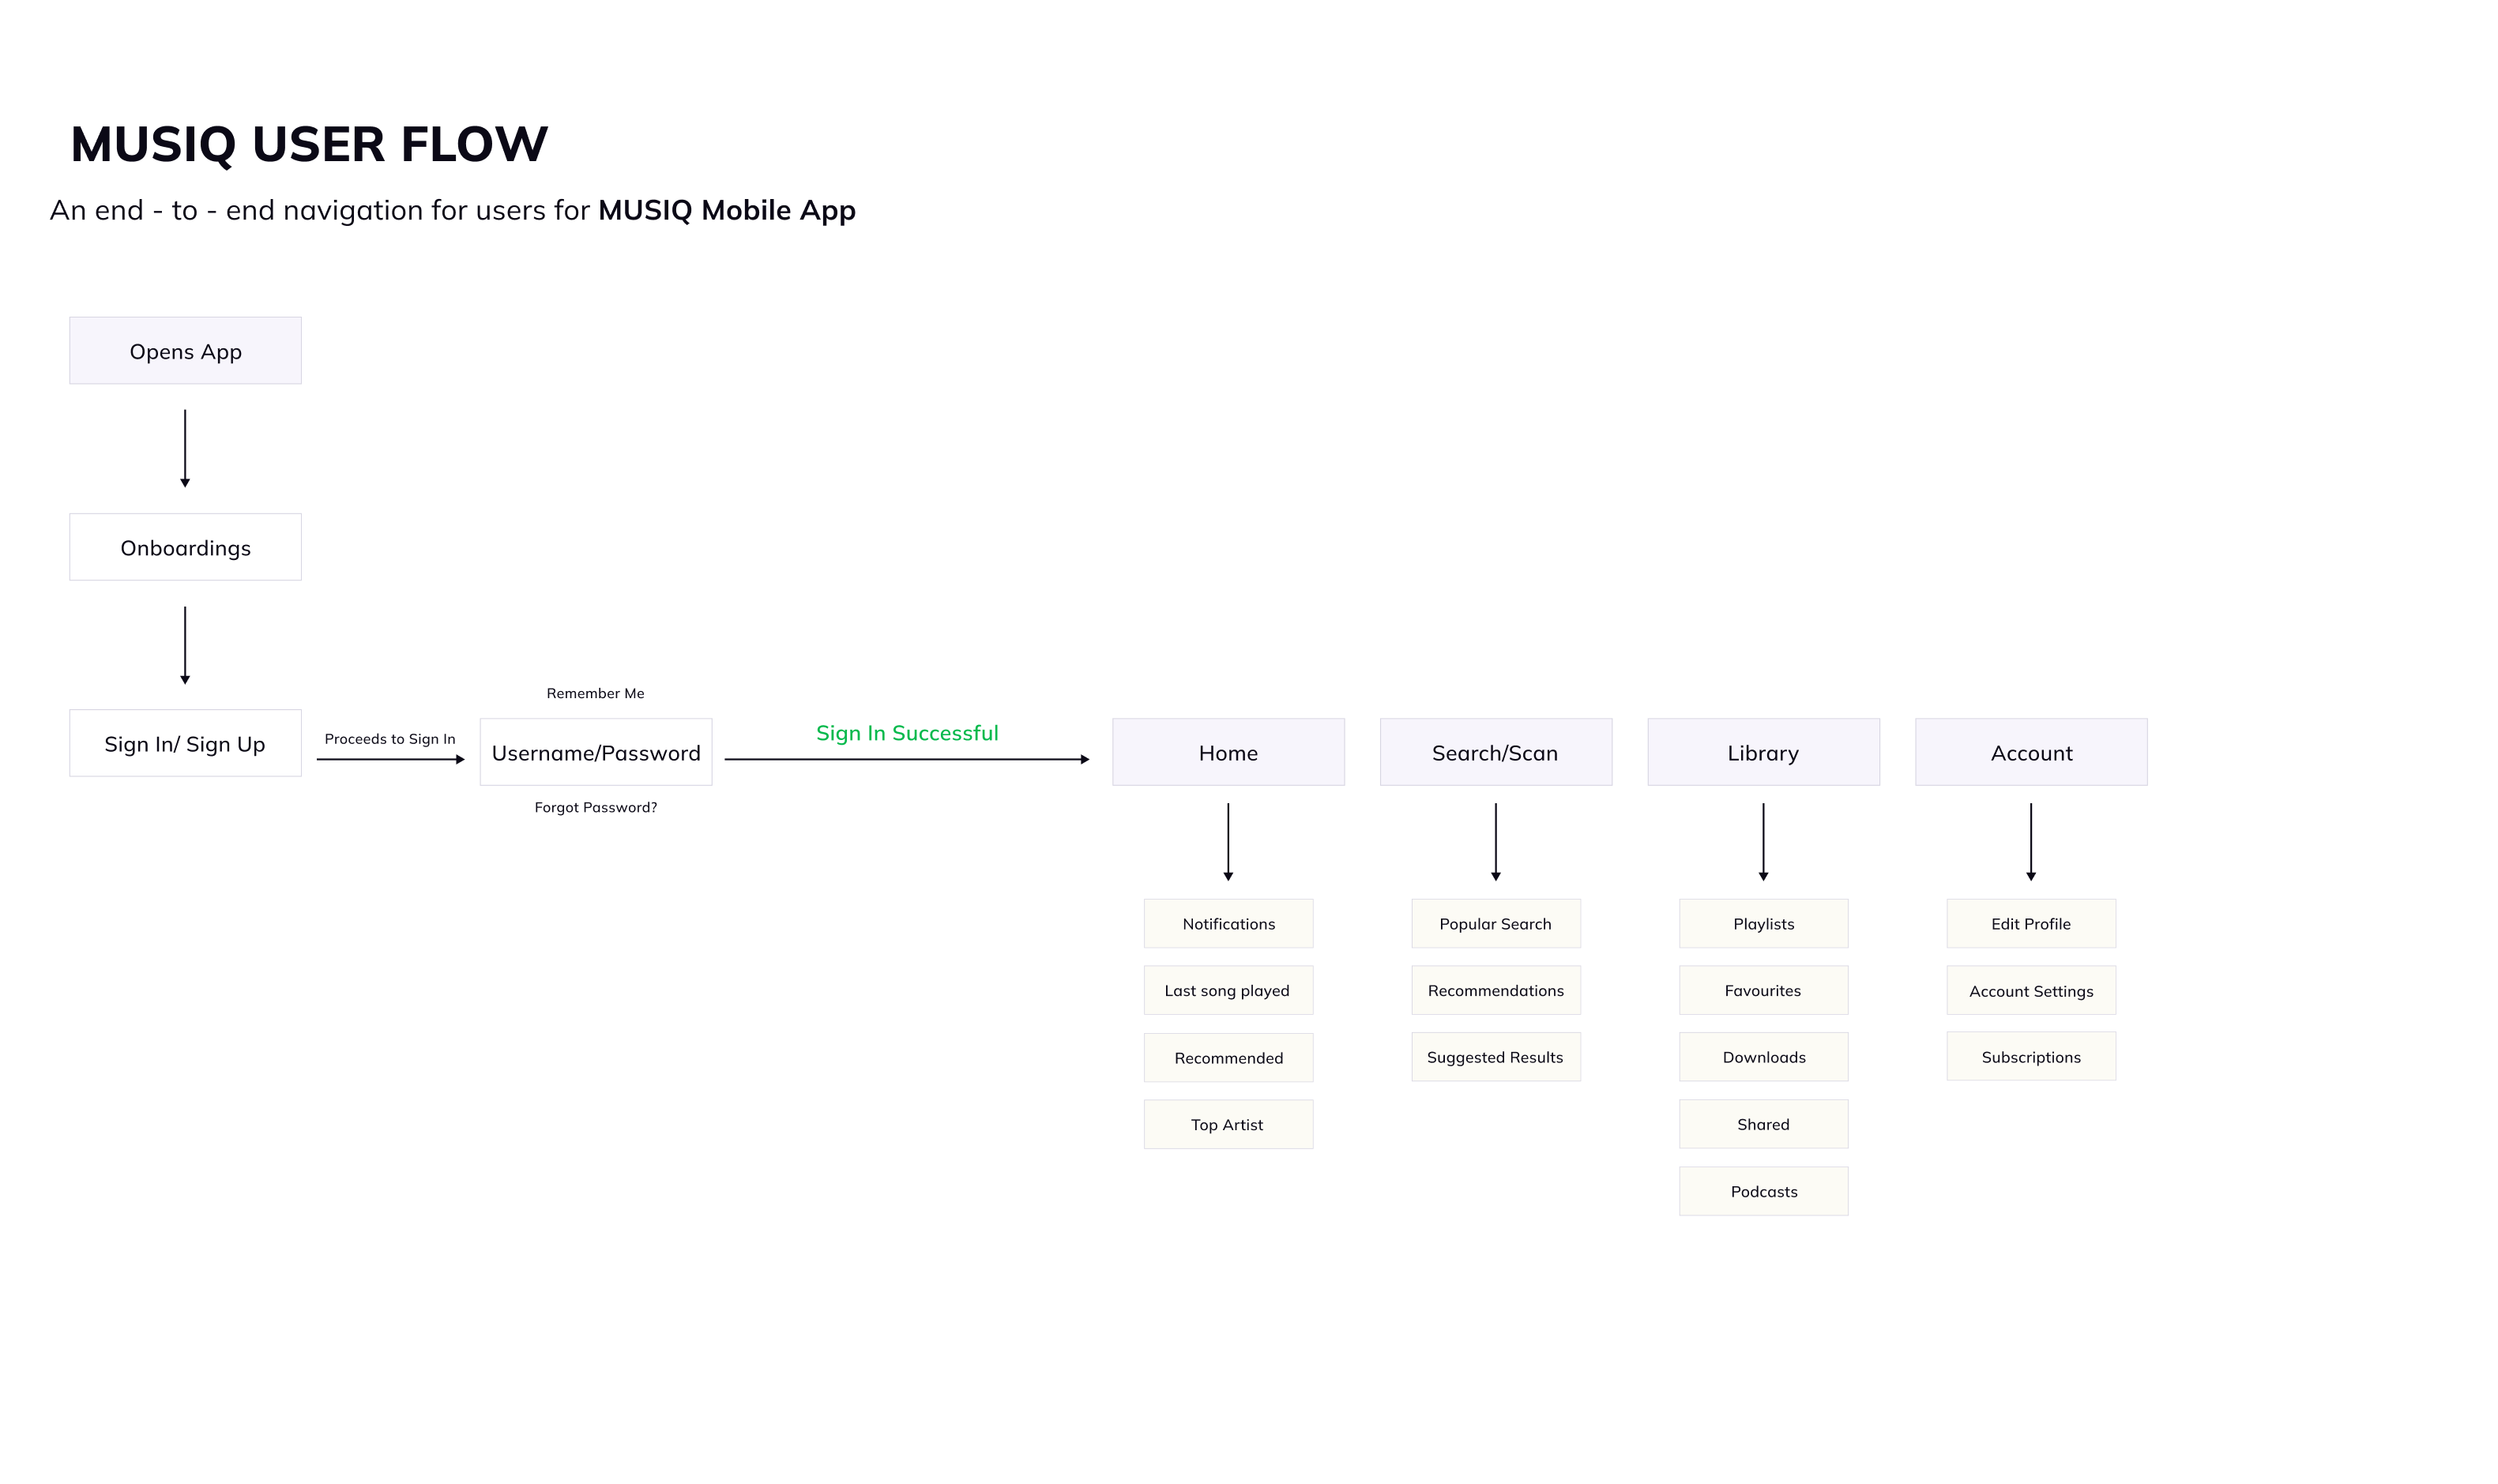 MUSIQ USER FLOW
An end - to - end navigation for users for MUSIQ Mobile App
Opens App
Onboardings
Sign In/ Sign Up
Proceeds to Sign In
Remember Me
Username/Password
Forgot Password?
Sign In Successful
Home
Notifications
Last song played
Recommended
Top Artist
Search/Scan
Popular Search
Recommendations
Suggested Results
Library
Playlists
Favourites
Downloads
Shared
Podcasts
Account
Edit Profile
Account Settings
Subscriptions